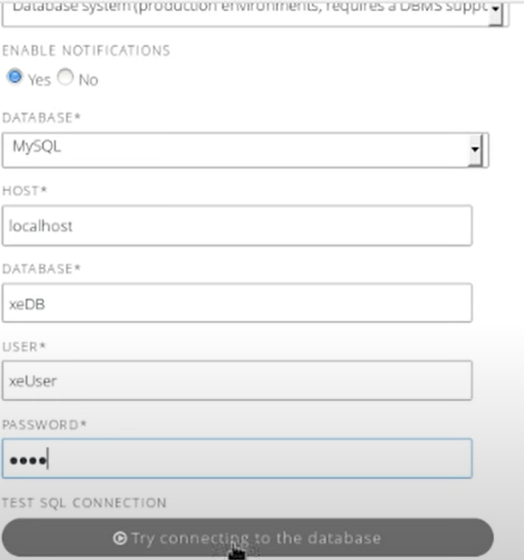 Database system (production environments, requires a DBMS suppc
ENABLE NOTIFICATIONS
Yes No
DATABASE*
MySQL
HOST*
localhost
DATABASE*
xeDB
USER*
xeUser
PASSWORD*
••••
TEST SQL CONNECTION
Try connecting to the database